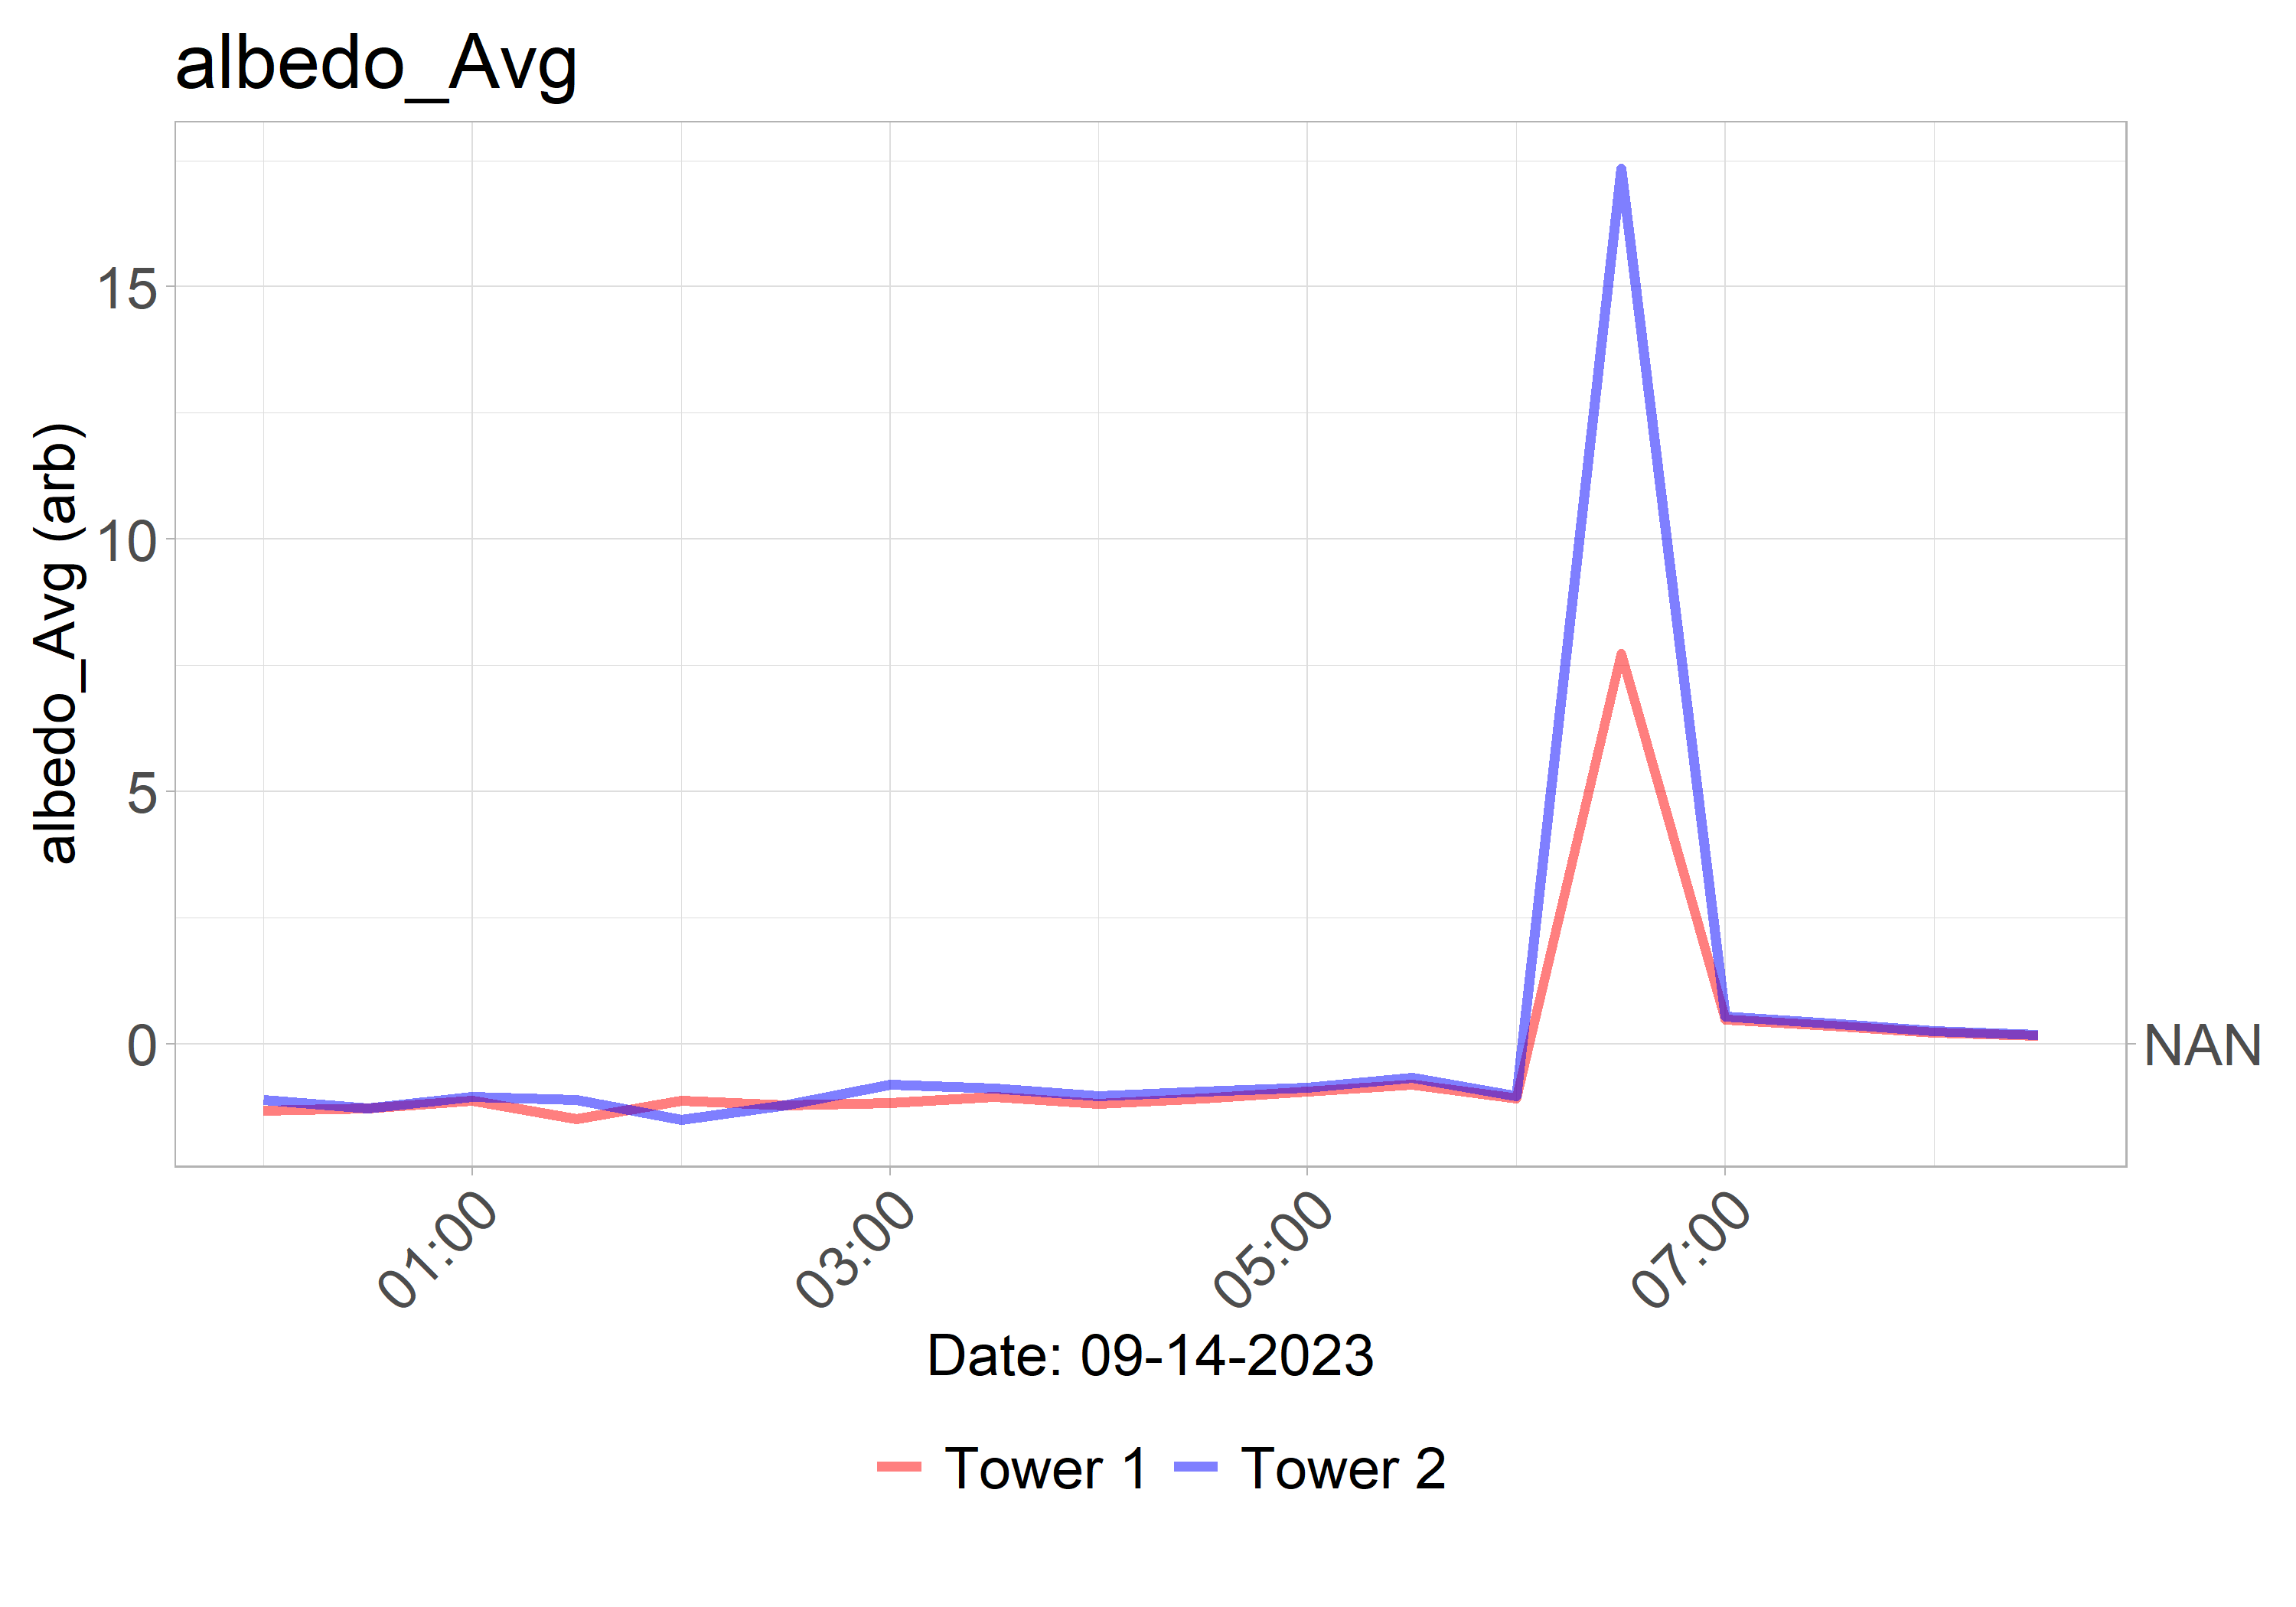 albedo_Avg
albedo_Avg (arb)
15
10
5
0
NAN
01:00
03:00
05:00
07:00
Date: 09-14-2023
Tower 1
Tower 2